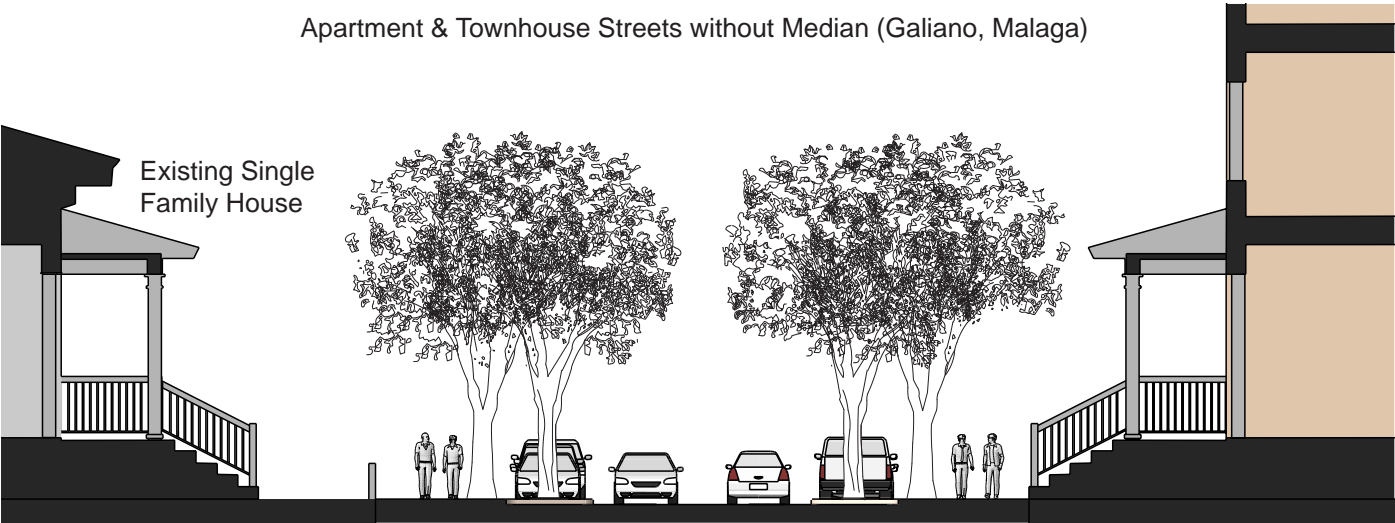 Apartment & Townhouse Streets without Median (Galiano, Malaga)
Existing Single
Family House